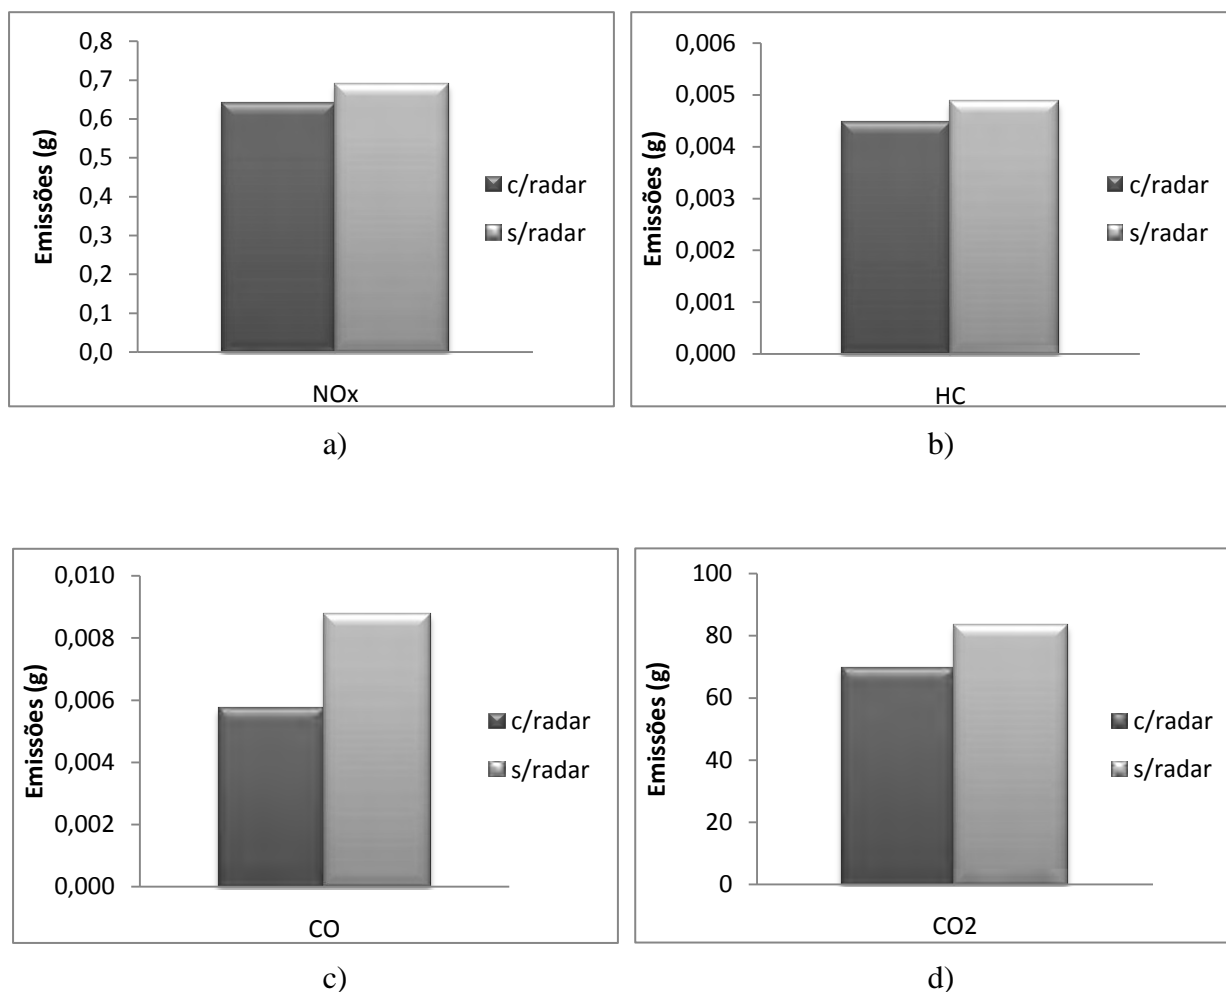 0,8
0,7
0,6
0,5
0,4
0,3
0,2
0,1
0,0
Emissões (g)
NOx
c/radar
s/radar
a)
0,006
0,005
0,004
0,003
0,002
0,001
0,000
Emissões (g)
HC
c/radar
s/radar
b)
0,010
0,008
0,006
0,004
0,002
0,000
Emissões (g)
CO
c/radar
s/radar
c)
100
80
60
40
20
0
Emissões (g)
CO2
c/radar
s/radar
d)